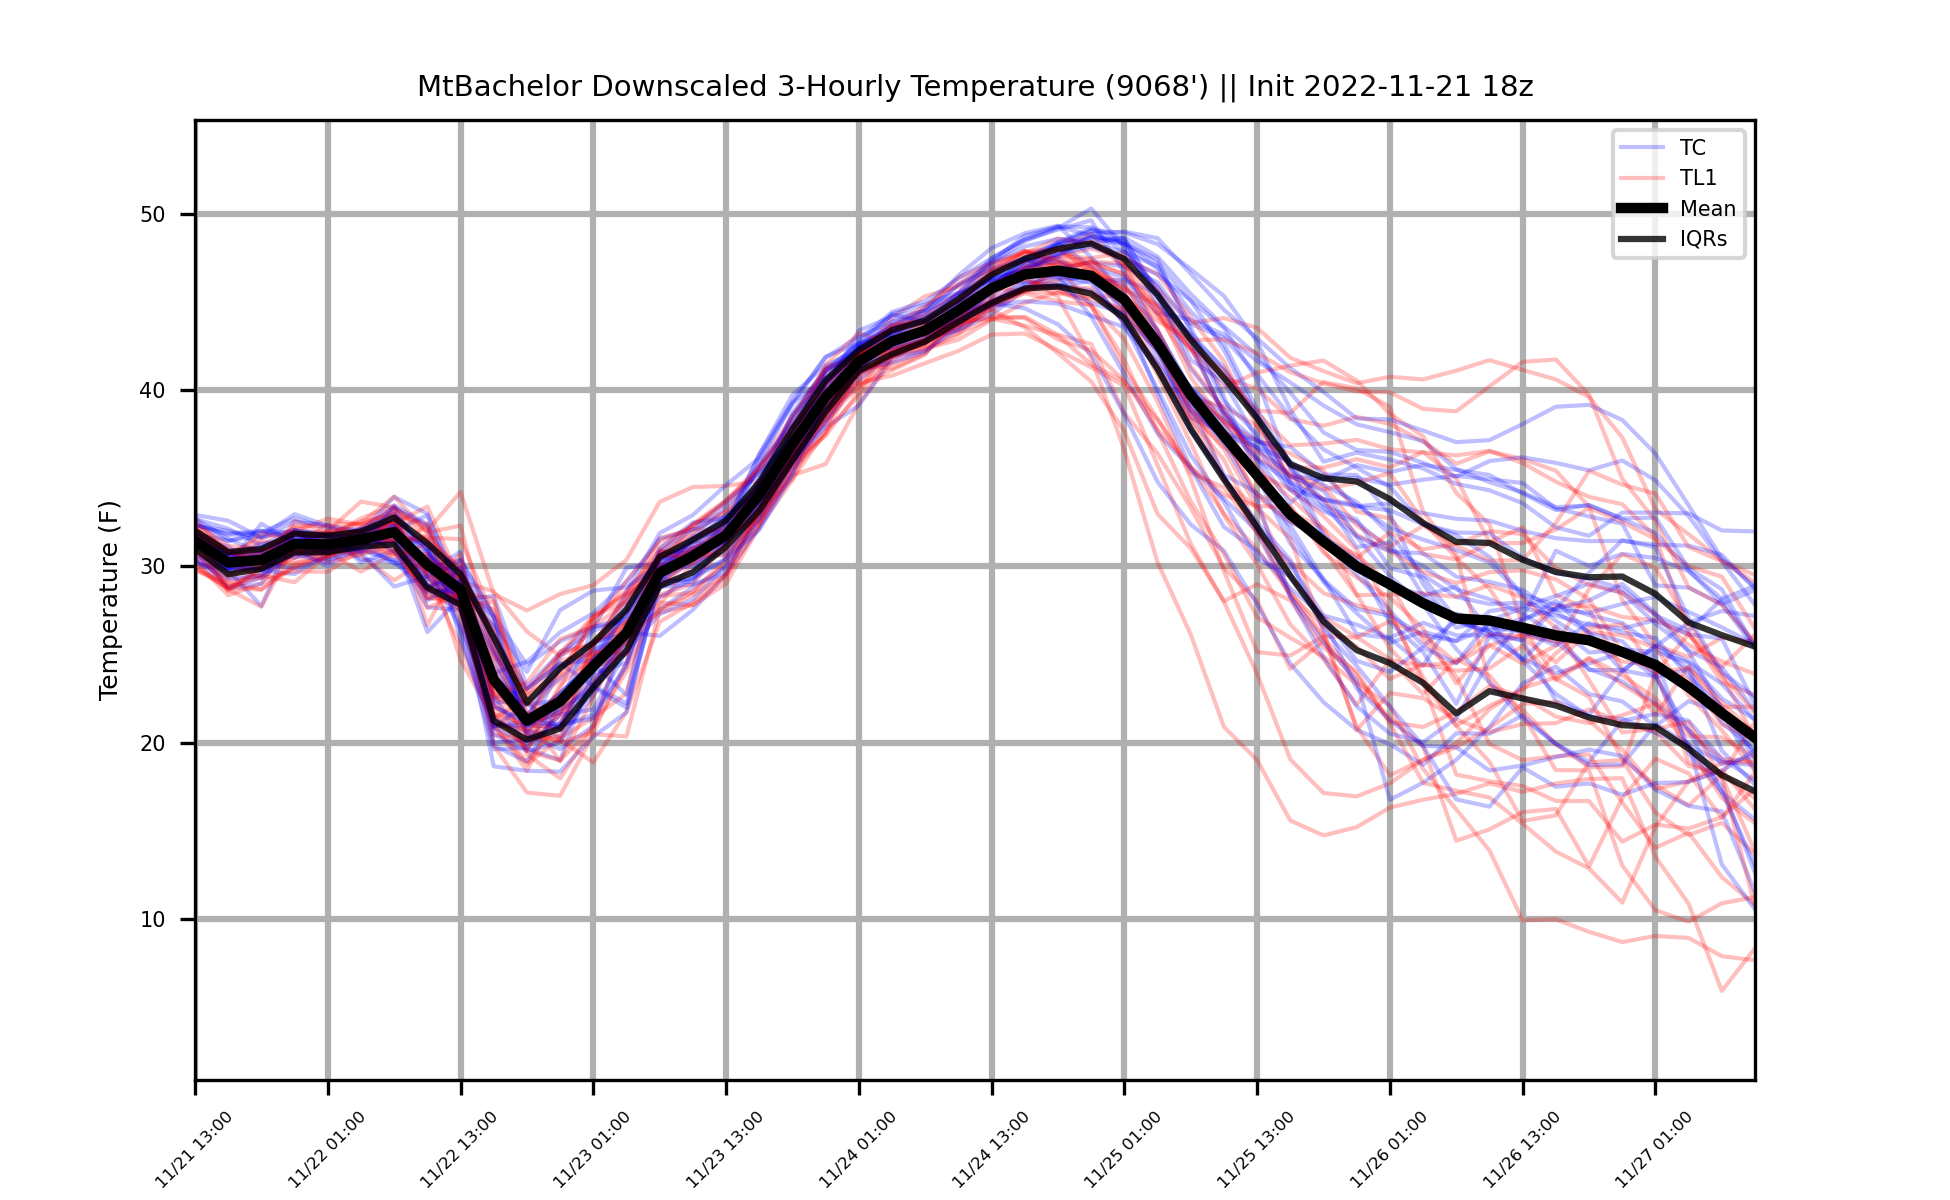 MtBachelor Downscaled 3-Hourly Temperature (9068') || Init 2022-11-21 18z
TC
TL1
Mean
IQRs
Temperature (F)
50
40
30
20
10
11/21 13:00
11/22 01:00
11/22 13:00
11/23 01:00
11/23 13:00
11/24 01:00
11/24 13:00
11/25 01:00
11/25 13:00
11/26 01:00
11/26 13:00
11/27 01:00